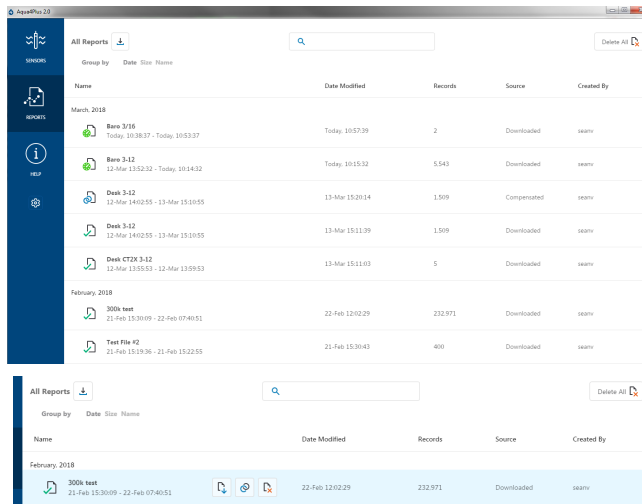 Aqua4Plus 2.0
SENSORS
REPORTS
HELP
All Reports
Delete All
Group by Date Size Name
Name Date Modified Records Source Created By
March, 2018
Baro 3/16
Today, 10:38:37 - Today, 10:53:37 Today, 10:57:39 2 Downloaded seanv
Baro 3-12
12-Mar 13:52:32 - Today, 10:14:32 Today, 10:15:32 5.543 Downloaded seanv
Desk 3-12
12-Mar 14:02:55 - 13-Mar 15:10:55 13-Mar 15:20:14 1.509 Compensated seanv
Desk 3-12
12-Mar 14:02:55 - 13-Mar 15:10:55 13-Mar 15:11:39 1.509 Downloaded seanv
Desk CT2X 3-12
12-Mar 13:55:53 - 12-Mar 13:59:53 13-Mar 15:11:03 5 Downloaded seanv
February, 2018
300k test
21-Feb 15:30:09 - 22-Feb 07:40:51 22-Feb 12:02:29 232.971 Downloaded seanv
Test File #2
21-Feb 15:19:36 - 21-Feb 15:22:55 21-Feb 15:30:43 400 Downloaded seanv
All Reports
Delete All
Group by Date Size Name
Name Date Modified Records Source Created By
February, 2018
300k test
21-Feb 15:30:09 - 22-Feb 07:40:51 22-Feb 12:02:29 232.971 Downloaded seanv